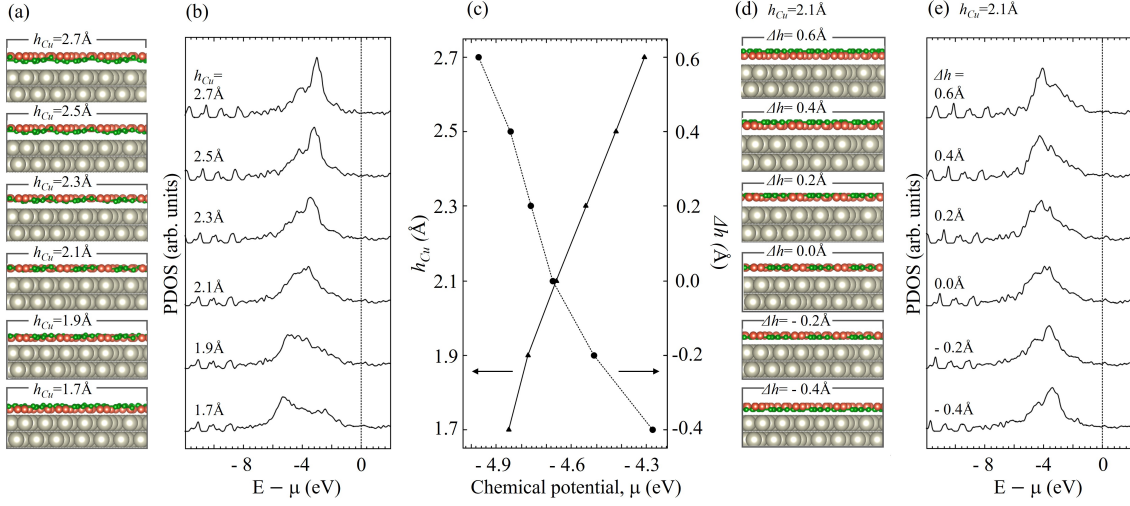 (a)
h_Cu=2.7Å
h_Cu=2.5Å
h_Cu=2.3Å
h_Cu=2.1Å
h_Cu=1.9Å
h_Cu=1.7Å
(b)
PDOS (arb. units)
h_Cu=
2.7Å
2.5Å
2.3Å
2.1Å
1.9Å
1.7Å
- 8
-4
0
E − μ (eV)
(c)
h_Cu (Å)
2.7
2.5
2.3
2.1
1.9
1.7
0.6
0.4
0.2
0.0
-0.2
-0.4
Δh (Å)
- 4.9
- 4.6
- 4.3
Chemical potential, μ (eV)
(d) h_Cu=2.1Å
Δh= 0.6Å
Δh= 0.4Å
Δh= 0.2Å
Δh= 0.0Å
Δh= - 0.2Å
Δh= - 0.4Å
(e) h_Cu=2.1Å
PDOS (arb. units)
Δh =
0.6Å
0.4Å
0.2Å
0.0Å
- 0.2Å
- 0.4Å
- 8
-4
0
E − μ (eV)